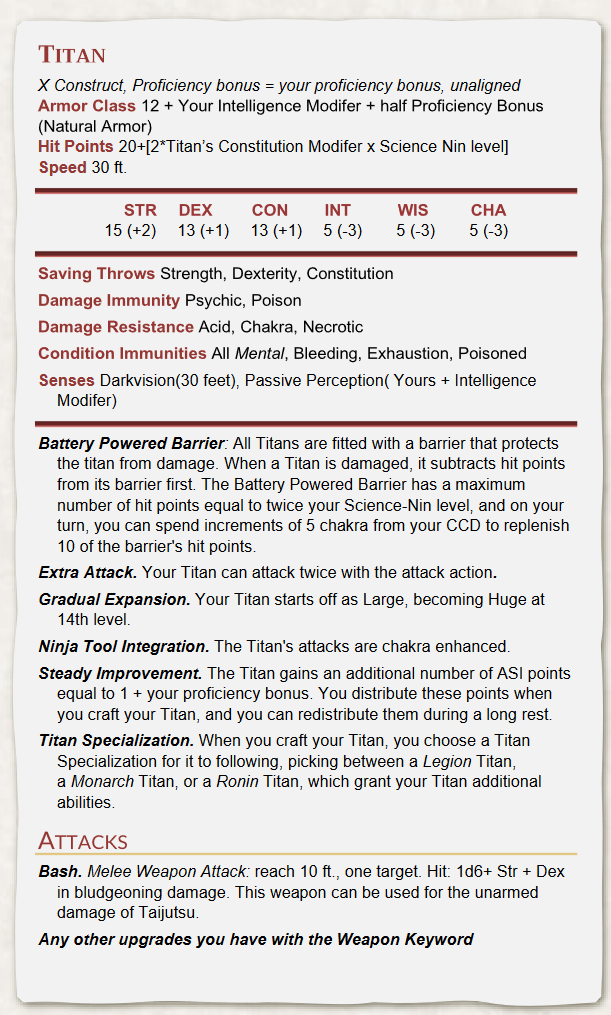 TITAN
X Construct, Proficiency bonus = your proficiency bonus, unaligned
Armor Class 12 + Your Intelligence Modifer + half Proficiency Bonus
(Natural Armor)
Hit Points 20+[2*Titan's Constitution Modifer x Science Nin level]
Speed 30 ft.
STR DEX CON INT WIS CHA
15 (+2) 13 (+1) 13 (+1) 5 (-3) 5 (-3) 5 (-3)
Saving Throws Strength, Dexterity, Constitution
Damage Immunity Psychic, Poison
Damage Resistance Acid, Chakra, Necrotic
Condition Immunities All Mental, Bleeding, Exhaustion, Poisoned
Senses Darkvision(30 feet), Passive Perception( Yours + Intelligence
Modifer)
Battery Powered Barrier: All Titans are fitted with a barrier that protects
the titan from damage. When a Titan is damaged, it subtracts hit points
from its barrier first. The Battery Powered Barrier has a maximum
number of hit points equal to twice your Science-Nin level, and on your
turn, you can spend increments of 5 chakra from your CCD to replenish
10 of the barrier's hit points.
Extra Attack. Your Titan can attack twice with the attack action.
Gradual Expansion. Your Titan starts off as Large, becoming Huge at
14th level.
Ninja Tool Integration. The Titan's attacks are chakra enhanced.
Steady Improvement. The Titan gains an additional number of ASI points
equal to 1 + your proficiency bonus. You distribute these points when
you craft your Titan, and you can redistribute them during a long rest.
Titan Specialization. When you craft your Titan, you choose a Titan
Specialization for it to following, picking between a Legion Titan,
a Monarch Titan, or a Ronin Titan, which grant your Titan additional
abilities.
ATTACKS
Bash. Melee Weapon Attack: reach 10 ft., one target. Hit: 1d6+ Str + Dex
in bludgeoning damage. This weapon can be used for the unarmed
damage of Taijutsu.
Any other upgrades you have with the Weapon Keyword